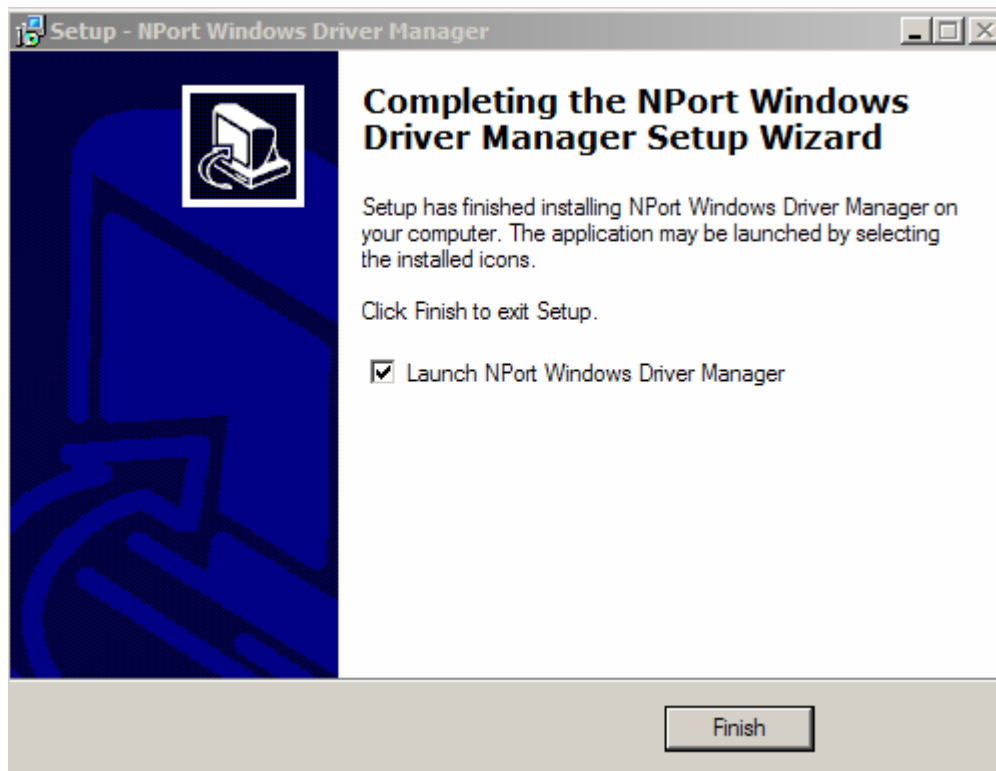 Setup - NPort Windows Driver Manager
Completing the NPort Windows
Driver Manager Setup Wizard
Setup has finished installing NPort Windows Driver Manager on
your computer. The application may be launched by selecting
the installed icons.
Click Finish to exit Setup.
Launch NPort Windows Driver Manager
Finish